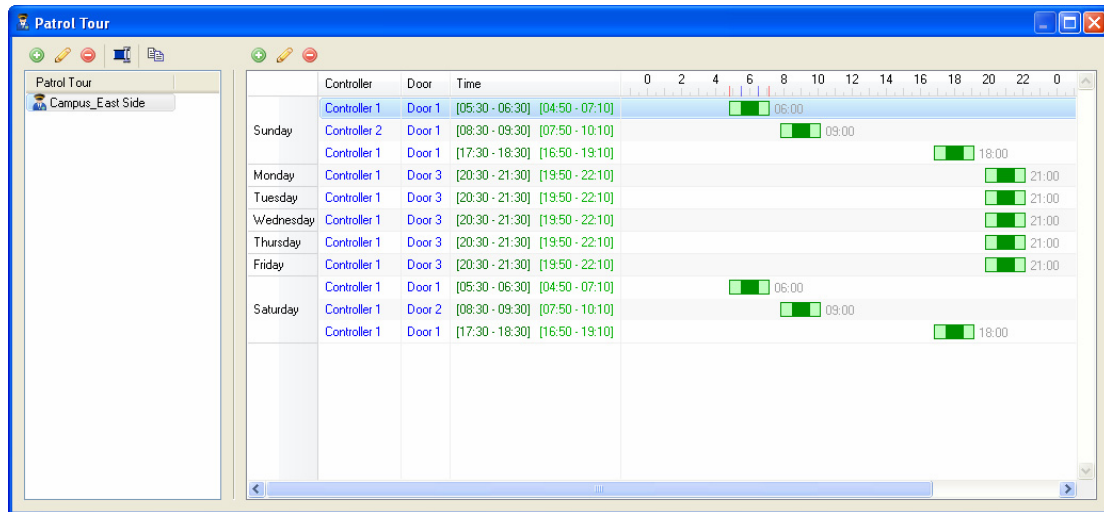 Patrol Tour
Patrol Tour
Campus_East Side
Controller Door Time 0 2 4 6 8 10 12 14 16 18 20 22 0
Controller 1 Door 1 [05:30 - 06:30] [04:50 - 07:10] 06:00
Sunday Controller 2 Door 1 [08:30 - 09:30] [07:50 - 10:10] 09:00
Controller 1 Door 1 [17:30 - 18:30] [16:50 - 19:10] 18:00
Monday Controller 1 Door 3 [20:30 - 21:30] [19:50 - 22:10] 21:00
Tuesday Controller 1 Door 3 [20:30 - 21:30] [19:50 - 22:10] 21:00
Wednesday Controller 1 Door 3 [20:30 - 21:30] [19:50 - 22:10] 21:00
Thursday Controller 1 Door 3 [20:30 - 21:30] [19:50 - 22:10] 21:00
Friday Controller 1 Door 3 [20:30 - 21:30] [19:50 - 22:10] 21:00
Controller 1 Door 1 [05:30 - 06:30] [04:50 - 07:10] 06:00
Saturday Controller 1 Door 2 [08:30 - 09:30] [07:50 - 10:10] 09:00
Controller 1 Door 1 [17:30 - 18:30] [16:50 - 19:10] 18:00